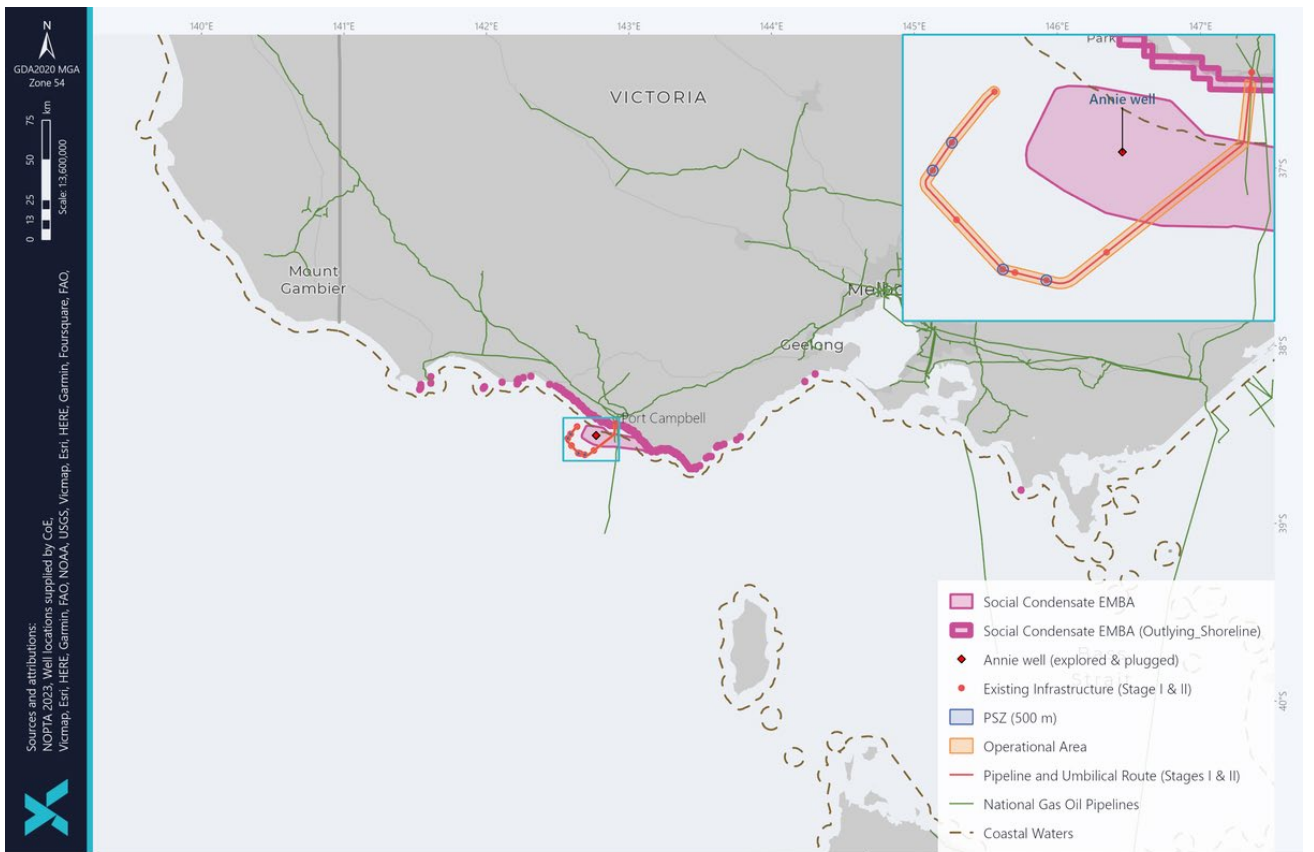 N
GDA2020 MGA
Zone 54
0 13 25 50 75
km
Scale: 1:3,600,000
Sources and attributions:
NOPTA 2023, Well locations supplied by CoE,
Vicmap, Esri, HERE, Garmin, FAO, NOAA, USGS, Vicmap, Esri, HERE, Garmin, Foursquare, FAO,
140°E 141°E 142°E 143°E 144°E 145°E 146°E 147°E
37°S
38°S
39°S
40°S
VICTORIA
Mount
Gambier
Geelong
Port Campbell
Park
Annie well
Social Condensate EMBA
Social Condensate EMBA (Outlying_Shoreline)
Annie well (explored & plugged)
Existing Infrastructure (Stage I & II)
PSZ (500 m)
Operational Area
Pipeline and Umbilical Route (Stages I & II)
National Gas Oil Pipelines
Coastal Waters
Bass
Strait